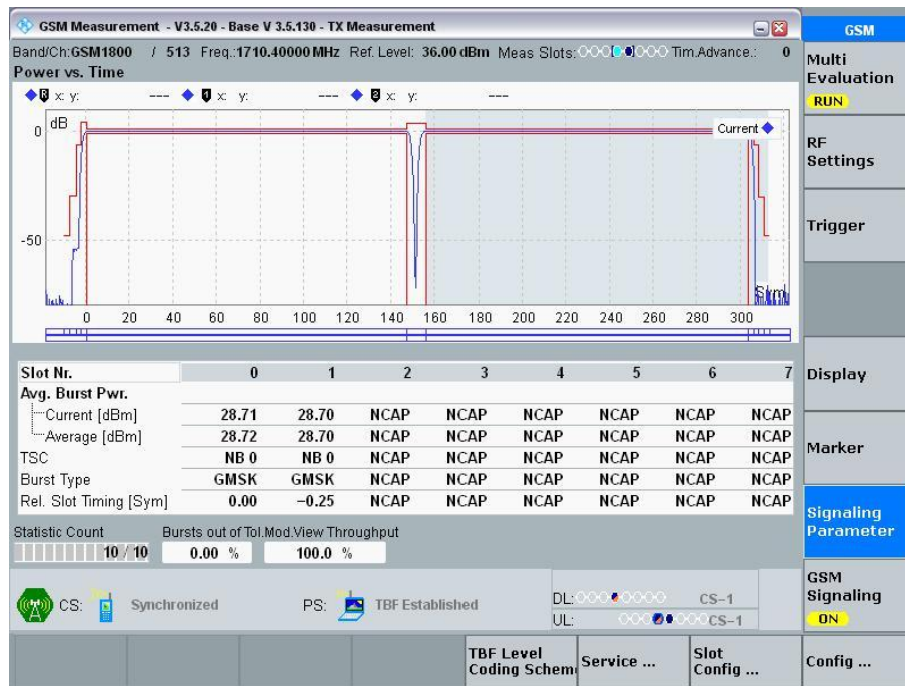 GSM Measurement - V3.5.20 - Base V 3.5.130 - TX Measurement
GSM
Band/Ch:GSM1800 / 513 Freq.:1710.40000 MHz Ref. Level: 36.00 dBm Meas Slots: Tim.Advance.: 0
Power vs. Time
Multi
Evaluation
RUN
R x: y: --- 1 x: y: --- 2 x: y: ---
dB
0
Current
-50
Sym
0 20 40 60 80 100 120 140 160 180 200 220 240 260 280 300
RF
Settings
Trigger
Slot Nr. 0 1 2 3 4 5 6 7
Avg. Burst Pwr.
Current [dBm] 28.71 28.70 NCAP NCAP NCAP NCAP NCAP NCAP
Average [dBm] 28.72 28.70 NCAP NCAP NCAP NCAP NCAP NCAP
TSC NB 0 NB 0 NCAP NCAP NCAP NCAP NCAP NCAP
Burst Type GMSK GMSK NCAP NCAP NCAP NCAP NCAP NCAP
Rel. Slot Timing [Sym] 0.00 -0.25 NCAP NCAP NCAP NCAP NCAP NCAP
Display
Marker
Signaling
Parameter
Statistic Count Bursts out of Tol. Mod.View Throughput
10 / 10 0.00 % 100.0 %
CS: Synchronized PS: TBF Established DL: CS-1
UL: CS-1
GSM
Signaling
ON
TBF Level
Coding Schem
Service ...
Slot
Config ...
Config ...